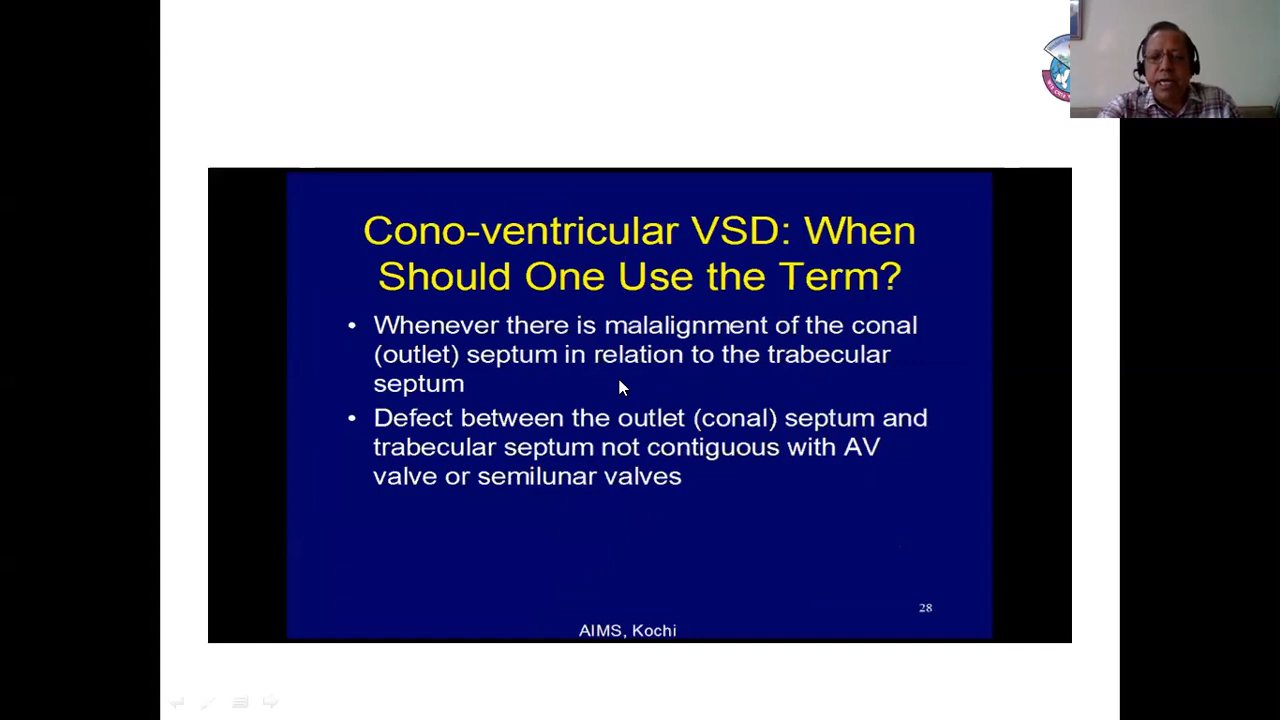 Cono-ventricular VSD: When
Should One Use the Term?
• Whenever there is malalignment of the conal
(outlet) septum in relation to the trabecular
septum
• Defect between the outlet (conal) septum and
trabecular septum not contiguous with AV
valve or semilunar valves
28
AIMS, Kochi